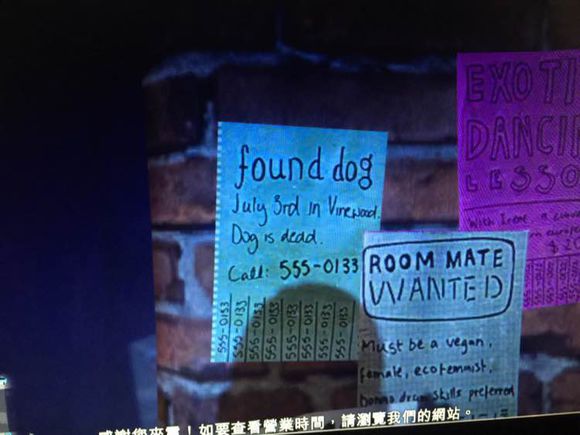 found dog
July 3rd in Vinewood.
Dog is dead.
Call: 555-0133
555-0133
555-0133
555-0133
555-0133
555-0133
555-0133
555-0133
555-0133
EXOTI
DANCIN
LESSO
With Irene a
$
ROOM MATE
WANTED
Must be a vegan,
female, ecofeminist.
drum skills preferred
感謝您來電！如要查看營業時間，請瀏覽我們的網站。